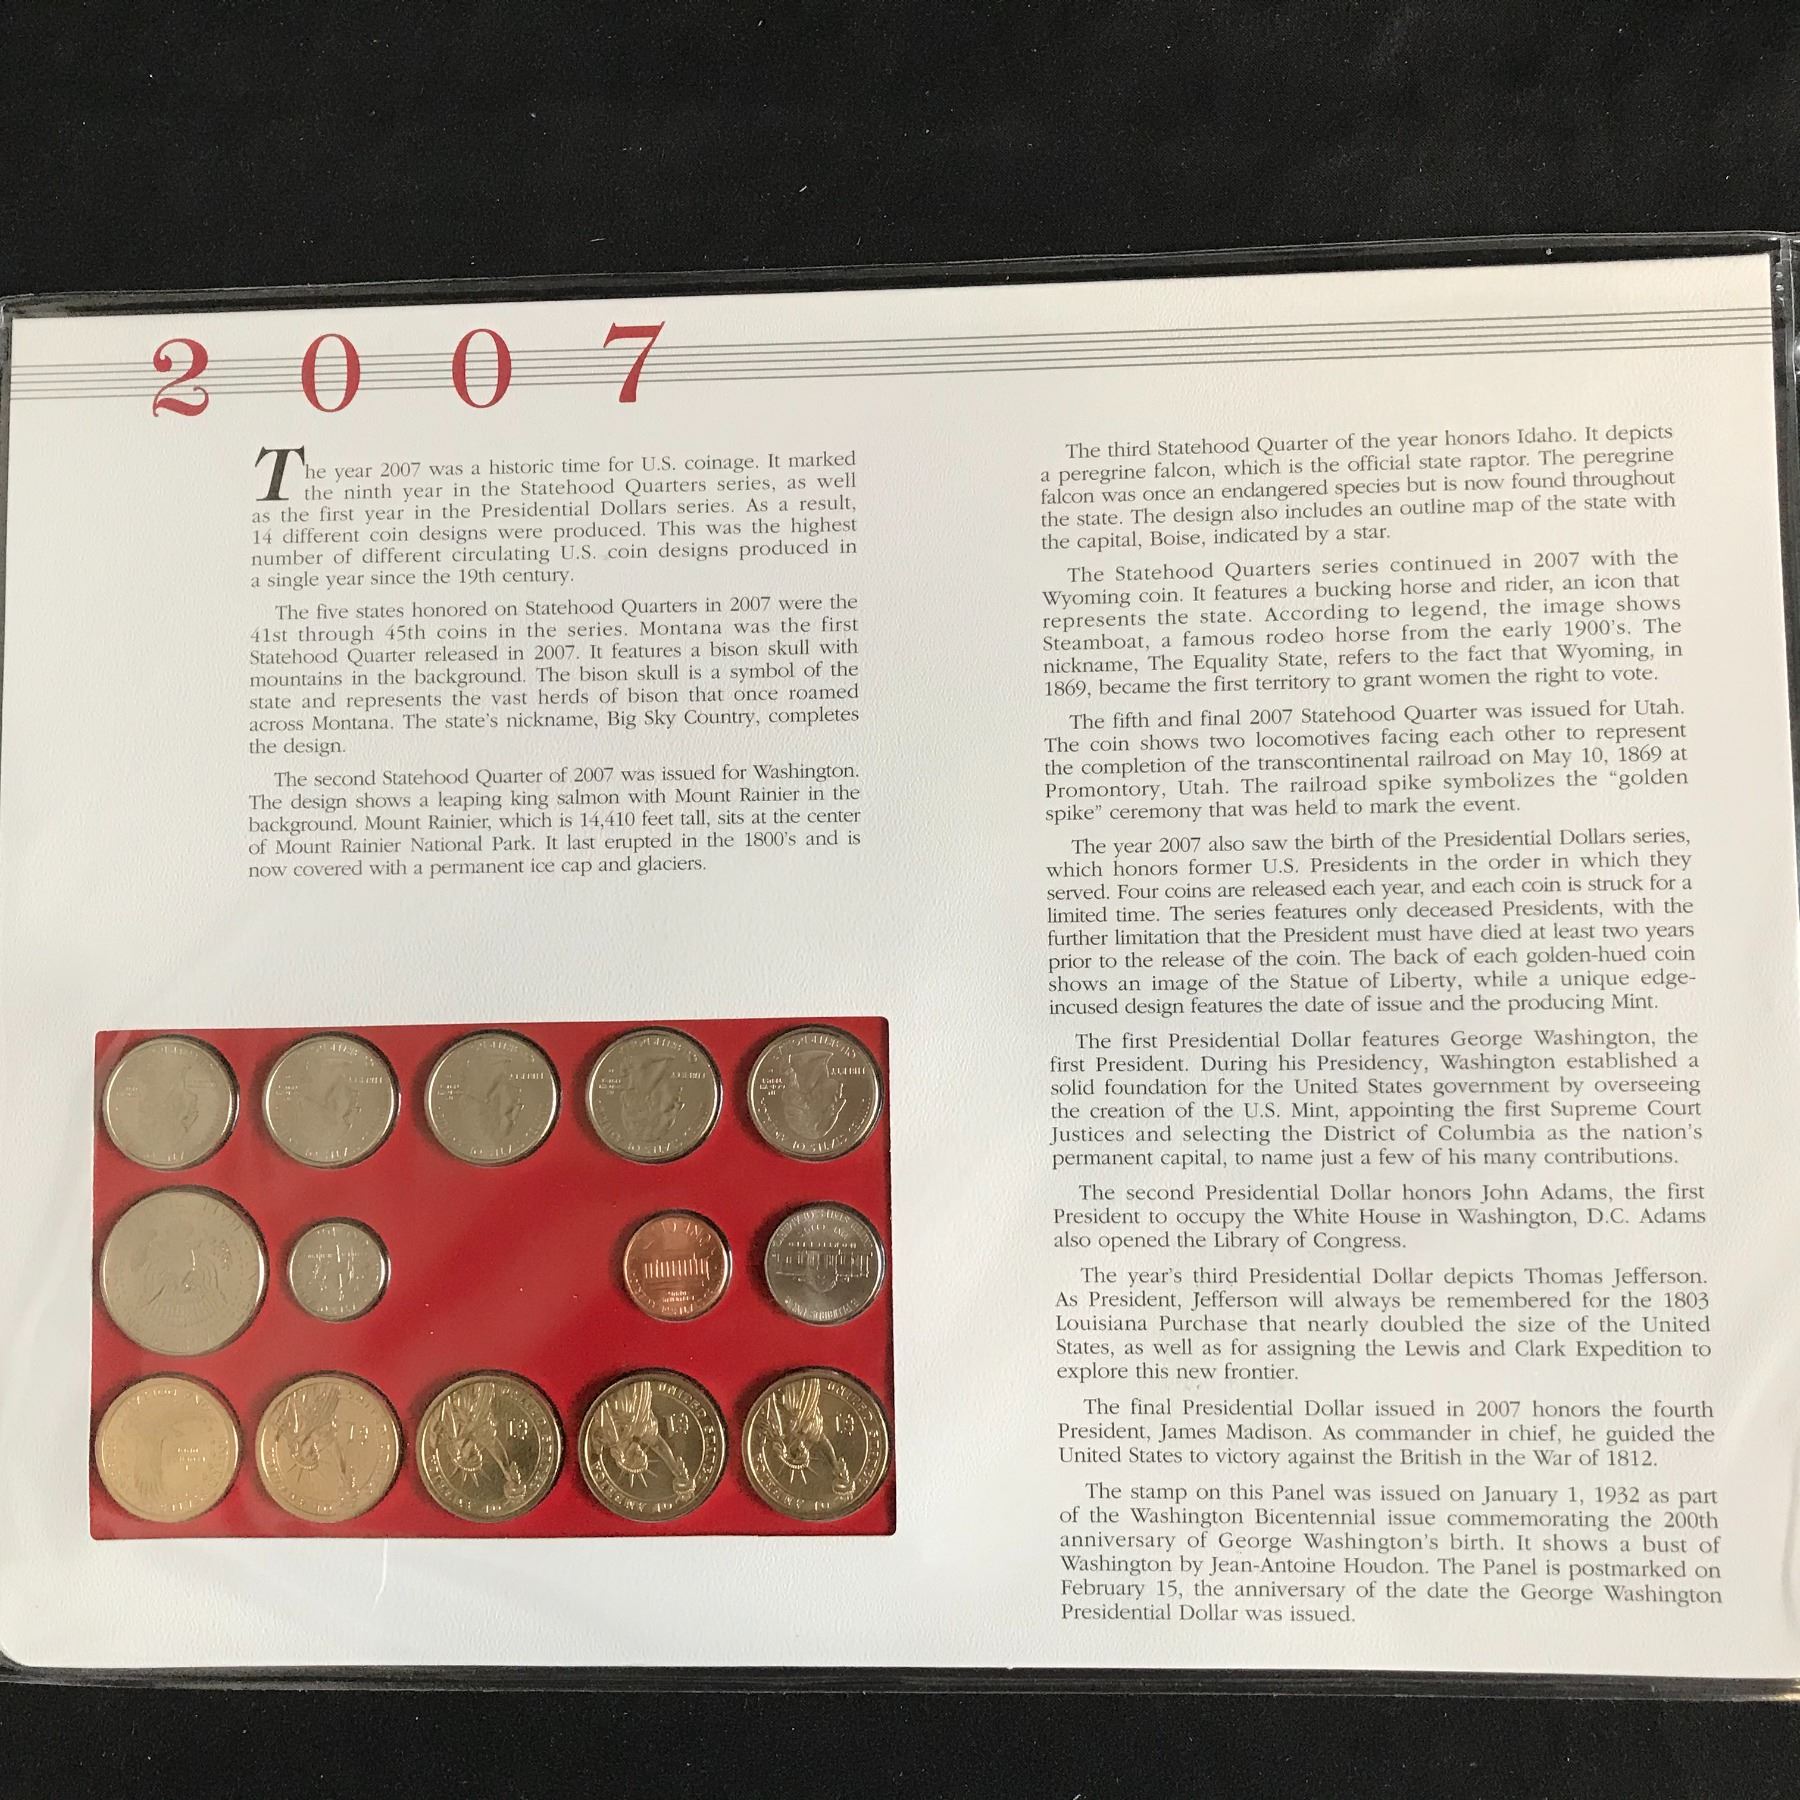 2007
The year 2007 was a historic time for U.S. coinage. It marked
the ninth year in the Statehood Quarters series, as well
as the first year in the Presidential Dollars series. As a result,
14 different coin designs were produced. This was the highest
number of different circulating U.S. coin designs produced in
a single year since the 19th century.
The five states honored on Statehood Quarters in 2007 were the
41st through 45th coins in the series. Montana was the first
Statehood Quarter released in 2007. It features a bison skull with
mountains in the background. The bison skull is a symbol of the
state and represents the vast herds of bison that once roamed
across Montana. The state's nickname, Big Sky Country, completes
the design.
The second Statehood Quarter of 2007 was issued for Washington.
The design shows a leaping king salmon with Mount Rainier in the
background. Mount Rainier, which is 14,410 feet tall, sits at the center
of Mount Rainier National Park. It last erupted in the 1800's and is
now covered with a permanent ice cap and glaciers.
The third Statehood Quarter of the year honors Idaho. It depicts
a peregrine falcon, which is the official state raptor. The peregrine
falcon was once an endangered species but is now found throughout
the state. The design also includes an outline map of the state with
the capital, Boise, indicated by a star.
The Statehood Quarters series continued in 2007 with the
Wyoming coin. It features a bucking horse and rider, an icon that
represents the state. According to legend, the image shows
Steamboat, a famous rodeo horse from the early 1900's. The
nickname, The Equality State, refers to the fact that Wyoming, in
1869, became the first territory to grant women the right to vote.
The fifth and final 2007 Statehood Quarter was issued for Utah.
The coin shows two locomotives facing each other to represent
the completion of the transcontinental railroad on May 10, 1869 at
Promontory, Utah. The railroad spike symbolizes the "golden
spike" ceremony that was held to mark the event.
The year 2007 also saw the birth of the Presidential Dollars series,
which honors former U.S. Presidents in the order in which they
served. Four coins are released each year, and each coin is struck for a
limited time. The series features only deceased Presidents, with the
further limitation that the President must have died at least two years
prior to the release of the coin. The back of each golden-hued coin
shows an image of the Statue of Liberty, while a unique edge-
incused design features the date of issue and the producing Mint.
The first Presidential Dollar features George Washington, the
first President. During his Presidency, Washington established a
solid foundation for the United States government by overseeing
the creation of the U.S. Mint, appointing the first Supreme Court
Justices and selecting the District of Columbia as the nation's
permanent capital, to name just a few of his many contributions.
The second Presidential Dollar honors John Adams, the first
President to occupy the White House in Washington, D.C. Adams
also opened the Library of Congress.
The year's third Presidential Dollar depicts Thomas Jefferson.
As President, Jefferson will always be remembered for the 1803
Louisiana Purchase that nearly doubled the size of the United
States, as well as for assigning the Lewis and Clark Expedition to
explore this new frontier.
The final Presidential Dollar issued in 2007 honors the fourth
President, James Madison. As commander in chief, he guided the
United States to victory against the British in the War of 1812.
The stamp on this Panel was issued on January 1, 1932 as part
of the Washington Bicentennial issue commemorating the 200th
anniversary of George Washington's birth. It shows a bust of
Washington by Jean-Antoine Houdon. The Panel is postmarked on
February 15, the anniversary of the date the George Washington
Presidential Dollar was issued.